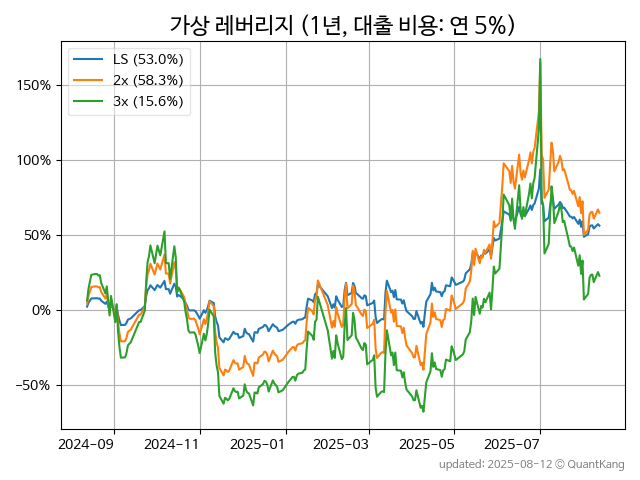 가상 레버리지 (1년, 대출 비용: 연 5%)
LS (53.0%)
2x (58.3%)
3x (15.6%)
150%
100%
50%
0%
−50%
2024-09 2024-11 2025-01 2025-03 2025-05 2025-07
updated: 2025-08-12 © QuantKang